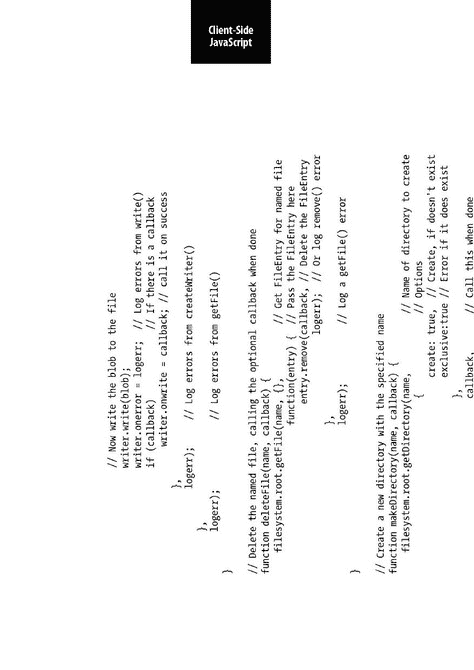 Client-Side
JavaScript
// Now write the blob to the file
writer.write(blob);
writer.onerror = logerr;  // Log errors from write()
if (callback)             // If there is a callback
  writer.onwrite = callback; // call it on success
},
logerr);     // Log errors from createWriter()
},
logerr);          // Log errors from getFile()
}
// Delete the named file, calling the optional callback when done
function deleteFile(name, callback) {
filesystem.root.getFile(name, {},         // Get FileEntry for named file
function(entry) {  // Pass the FileEntry here
entry.remove(callback, // Delete the FileEntry
logerr);  // Or log remove() error
},
logerr);            // Log a getFile() error
}
// Create a new directory with the specified name
function makeDirectory(name, callback) {
filesystem.root.getDirectory(name,            // Name of directory to create
{             // Options
create: true,  // Create, if doesn't exist
exclusive:true // Error if it does exist
},
callback,      // Call this when done